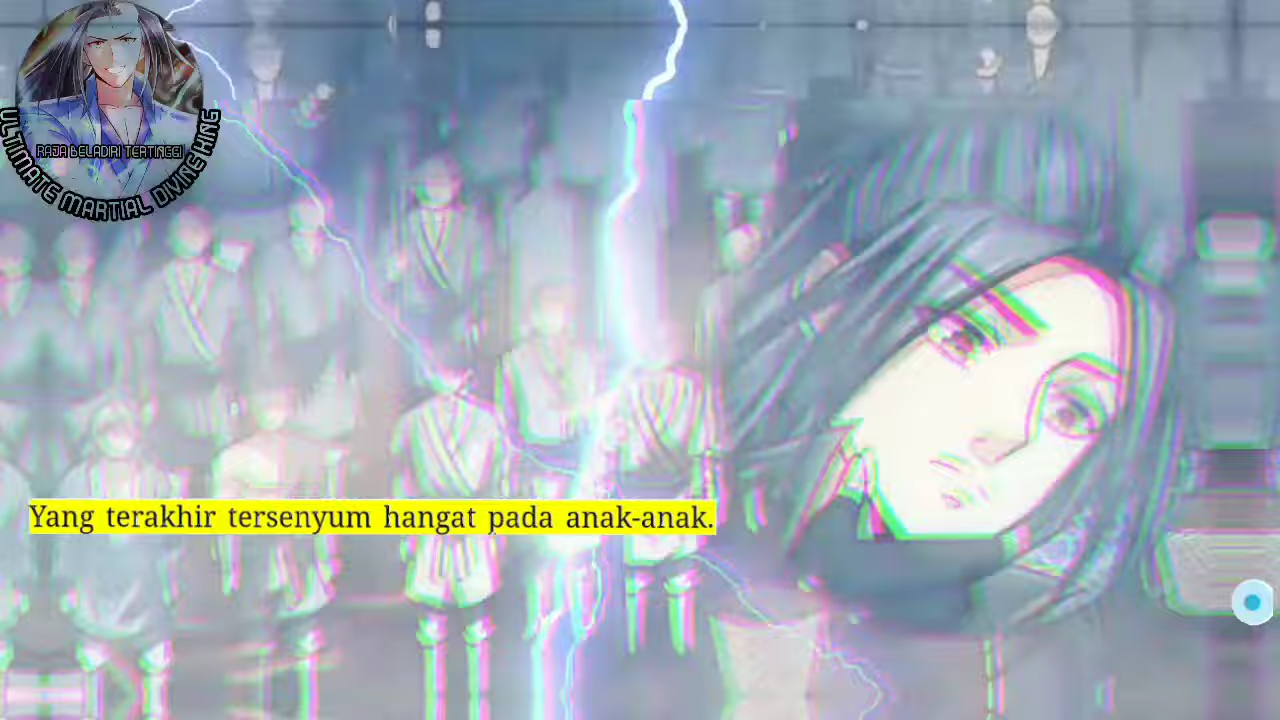 RAJA BELADIRI TERTINGGI
ULTIMATE MARTIAL DIVINE KING
Yang terakhir tersenyum hangat pada anak-anak.